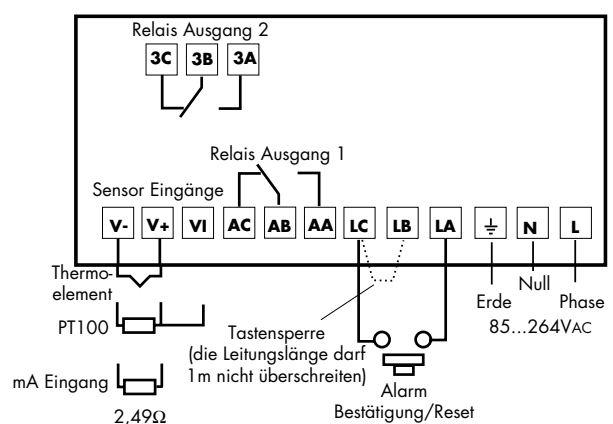 Relais Ausgang 2
3C 3B 3A
Relais Ausgang 1
Sensor Eingänge
V- V+ VI AC AB AA LC LB LA N L
Thermo-
element
PT100
mA Eingang
2,49Ω
Tastensperre
(die Leitungslänge darf
1m nicht überschreiten)
Alarm
Bestätigung/Reset
Erde
Null
Phase
85...264VAC